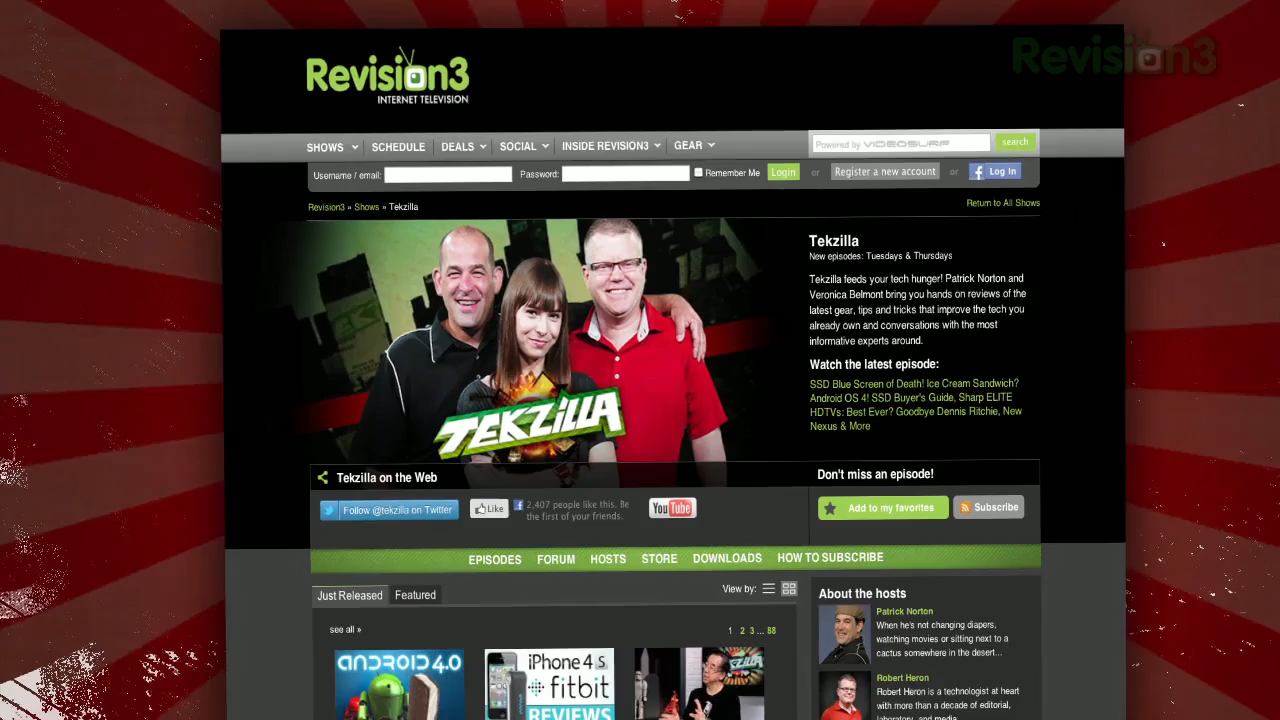 Revision3
INTERNET TELEVISION
Revision3
SHOWS
SCHEDULE
DEALS
SOCIAL
INSIDE REVISION3
GEAR
Powered by VIDEOSURF
search
Username / email:
Password:
Remember Me
Login
or
Register a new account
or
f Log In
Revision3 » Shows » Tekzilla
Return to All Shows
TEKZILLA
Tekzilla
New episodes: Tuesdays & Thursdays
Tekzilla feeds your tech hunger! Patrick Norton and
Veronica Belmont bring you hands on reviews of the
latest gear, tips and tricks that improve the tech you
already own and conversations with the most
informative experts around.
Watch the latest episode:
SSD Blue Screen of Death! Ice Cream Sandwich?
Android OS 4! SSD Buyer's Guide, Sharp ELITE
HDTVs: Best Ever? Goodbye Dennis Ritchie, New
Nexus & More
Tekzilla on the Web
Follow @tekzilla on Twitter
Like
2,407 people like this. Be
the first of your friends.
YouTube
Don't miss an episode!
Add to my favorites
Subscribe
EPISODES
FORUM
HOSTS
STORE
DOWNLOADS
HOW TO SUBSCRIBE
Just Released
Featured
View by:
see all »
1 2 3 ... 88
ANDROID 4.0
iPhone 4S
fitbit
REVIEWS
TEKZILLA
About the hosts
Patrick Norton
When he's not changing diapers,
watching movies or sitting next to a
cactus somewhere in the desert...
Robert Heron
Robert Heron is a technologist at heart
with more than a decade of editorial,
laboratory, and media